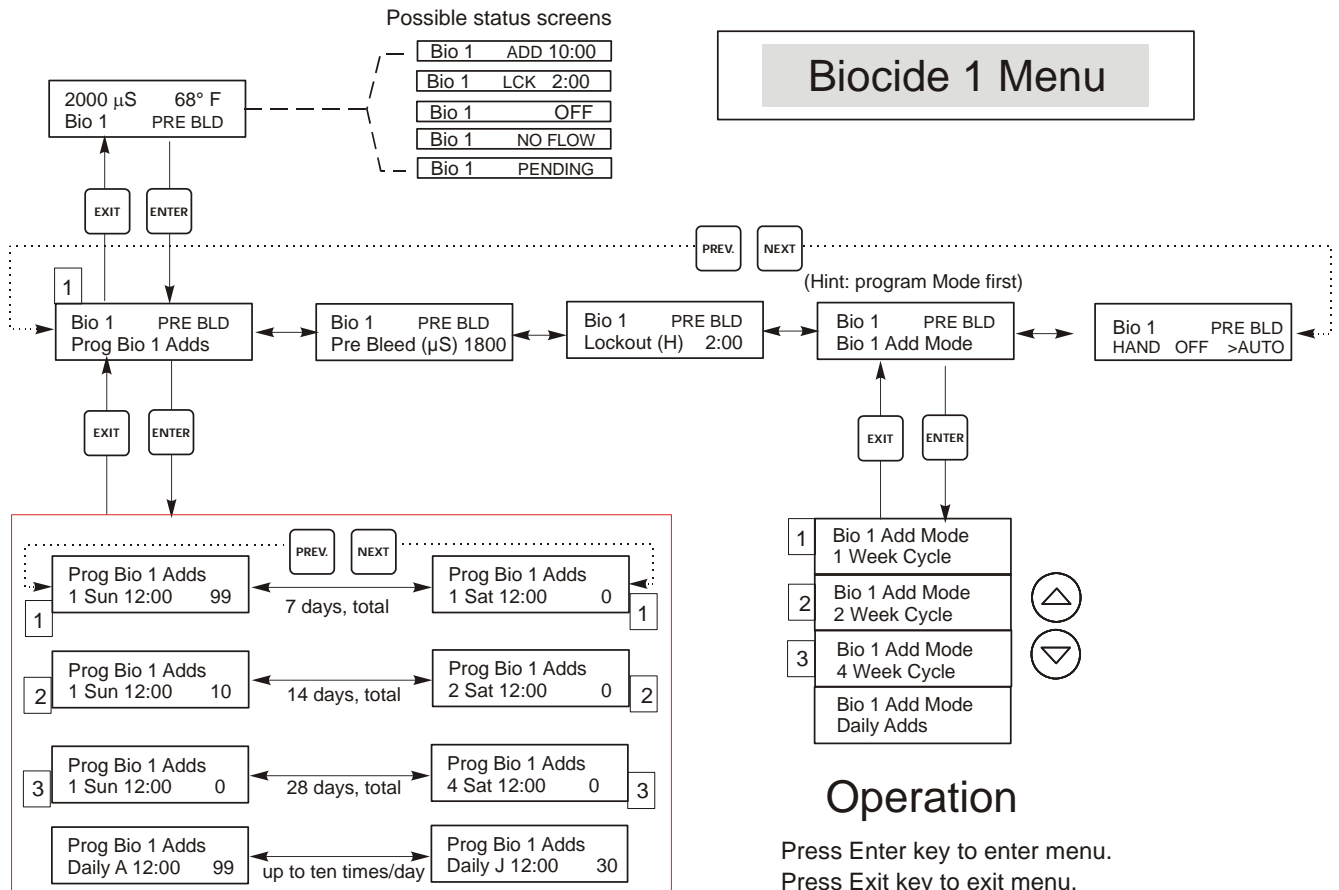 Possible status screens
Bio 1 ADD 10:00
Bio 1 LCK 2:00
Bio 1 OFF
Bio 1 NO FLOW
Bio 1 PENDING
Biocide 1 Menu
2000 µS 68° F
Bio 1 PRE BLD
EXIT
ENTER
PREV.
NEXT
(Hint: program Mode first)
1
Bio 1 PRE BLD
Prog Bio 1 Adds
Bio 1 PRE BLD
Pre Bleed (µS) 1800
Bio 1 PRE BLD
Lockout (H) 2:00
Bio 1 PRE BLD
Bio 1 Add Mode
Bio 1 PRE BLD
HAND OFF >AUTO
EXIT
ENTER
EXIT
ENTER
PREV.
NEXT
Prog Bio 1 Adds
1 Sun 12:00 99
1
7 days, total
Prog Bio 1 Adds
1 Sat 12:00 0
1
Prog Bio 1 Adds
1 Sun 12:00 10
2
14 days, total
Prog Bio 1 Adds
2 Sat 12:00 0
2
Prog Bio 1 Adds
1 Sun 12:00 0
3
28 days, total
Prog Bio 1 Adds
4 Sat 12:00 0
3
Prog Bio 1 Adds
Daily A 12:00 99
up to ten times/day
Prog Bio 1 Adds
Daily J 12:00 30
1
Bio 1 Add Mode
1 Week Cycle
2
Bio 1 Add Mode
2 Week Cycle
3
Bio 1 Add Mode
4 Week Cycle
Bio 1 Add Mode
Daily Adds
Operation
Press Enter key to enter menu.
Press Exit key to exit menu.